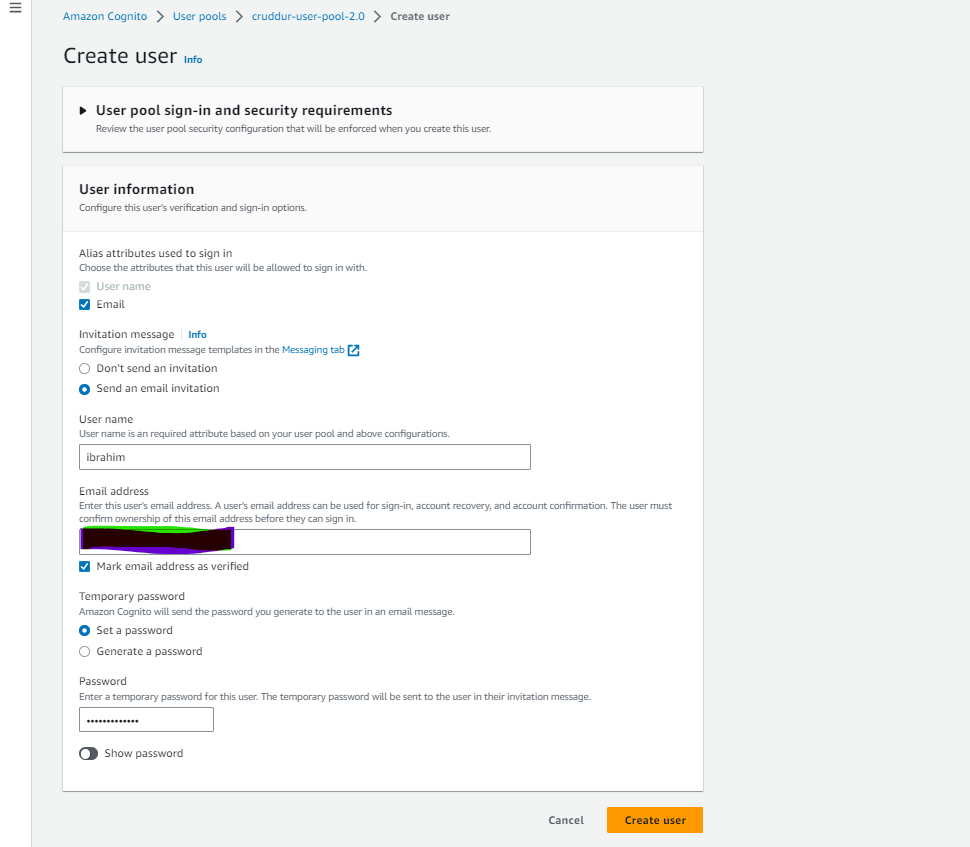 Amazon Cognito > User pools > cruddur-user-pool-2.0 > Create user
Create user Info
User pool sign-in and security requirements
Review the user pool security configuration that will be enforced when you create this user.
User information
Configure this user's verification and sign-in options.
Alias attributes used to sign in
Choose the attributes that this user will be allowed to sign in with.
User name
Email
Invitation message | Info
Configure invitation message templates in the Messaging tab
Don't send an invitation
Send an email invitation
User name
User name is an required attribute based on your user pool and above configurations.
ibrahim
Email address
Enter this user's email address. A user's email address can be used for sign-in, account recovery, and account confirmation. The user must
confirm ownership of this email address before they can sign in.
Mark email address as verified
Temporary password
Amazon Cognito will send the password you generate to the user in an email message.
Set a password
Generate a password
Password
Enter a temporary password for this user. The temporary password will be sent to the user in their invitation message.
•••••••••••••
Show password
Cancel Create user